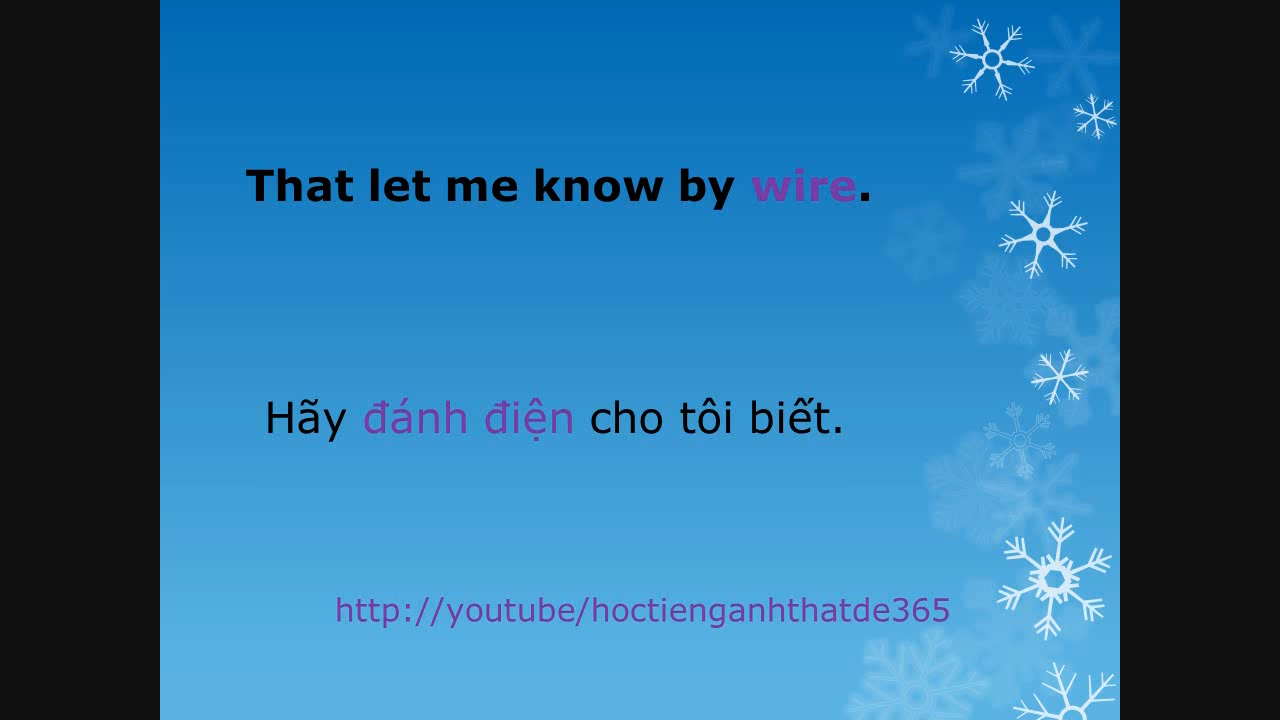 That let me know by wire.
Hãy đánh điện cho tôi biết.
http://youtube/hoctienganhthatde365